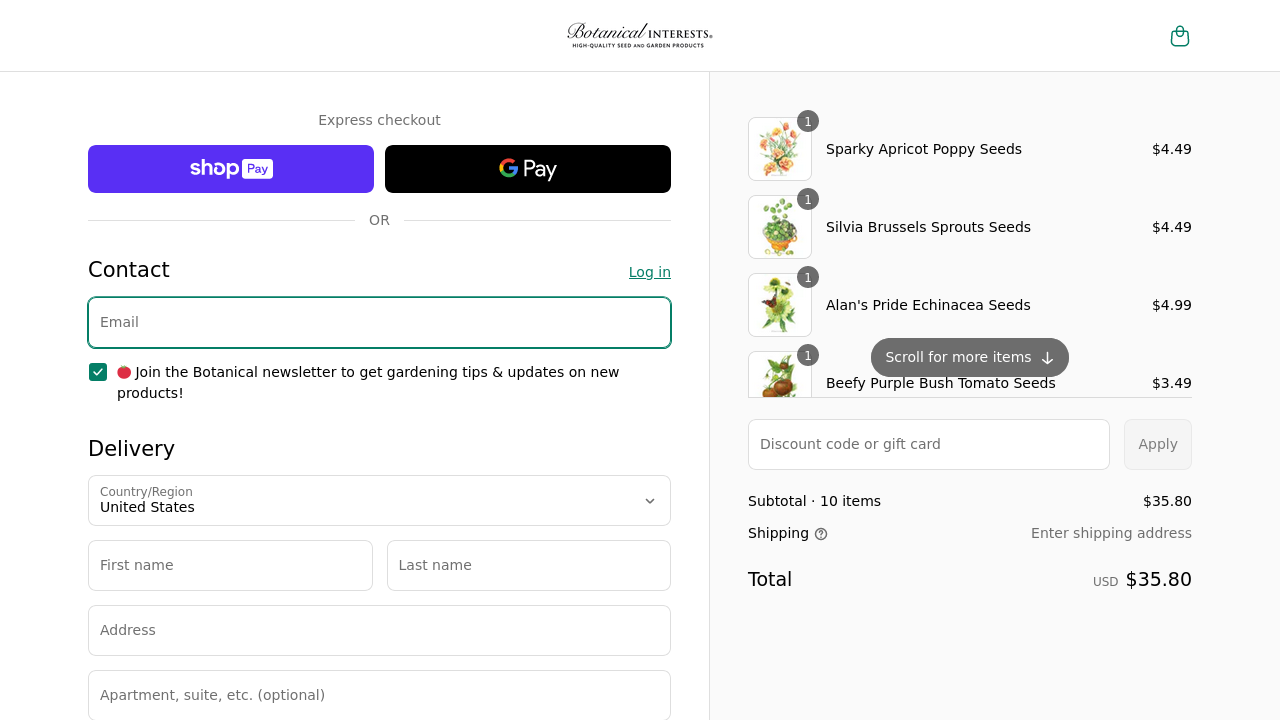 Botanical INTERESTS®
HIGH-QUALITY SEED AND GARDEN PRODUCTS
Express checkout
shop Pay
G Pay
OR
Contact
Log in
Email
Join the Botanical newsletter to get gardening tips & updates on new
products!
Delivery
Country/Region
United States
First name
Last name
Address
Apartment, suite, etc. (optional)
1
Sparky Apricot Poppy Seeds
$4.49
1
Silvia Brussels Sprouts Seeds
$4.49
1
Alan's Pride Echinacea Seeds
$4.99
Scroll for more items
1
Beefy Purple Bush Tomato Seeds
$3.49
Discount code or gift card
Apply
Subtotal · 10 items
$35.80
Shipping
Enter shipping address
Total
USD $35.80